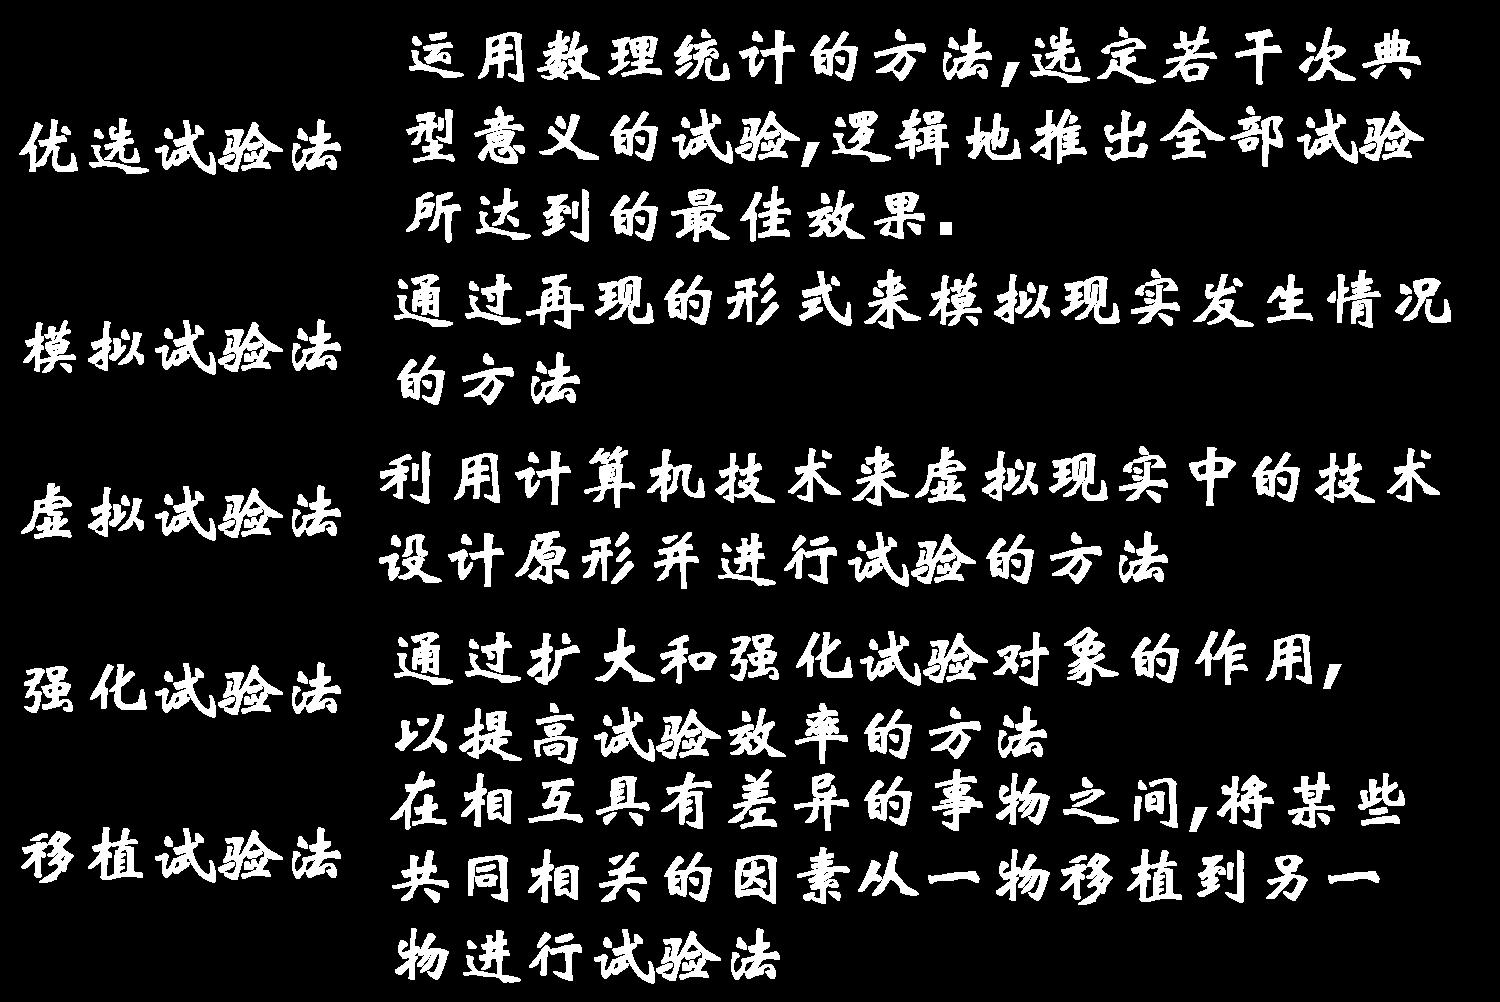 优选试验法
运用数理统计的方法,选定若干次典
型意义的试验,逻辑地推出全部试验
所达到的最佳效果.
模拟试验法
通过再现的形式来模拟现实发生情况
的方法
虚拟试验法
利用计算机技术来虚拟现实中的技术
设计原形并进行试验的方法
强化试验法
通过扩大和强化试验对象的作用,
以提高试验效率的方法
移植试验法
在相互具有差异的事物之间,将某些
共同相关的因素从一物移植到另一
物进行试验法